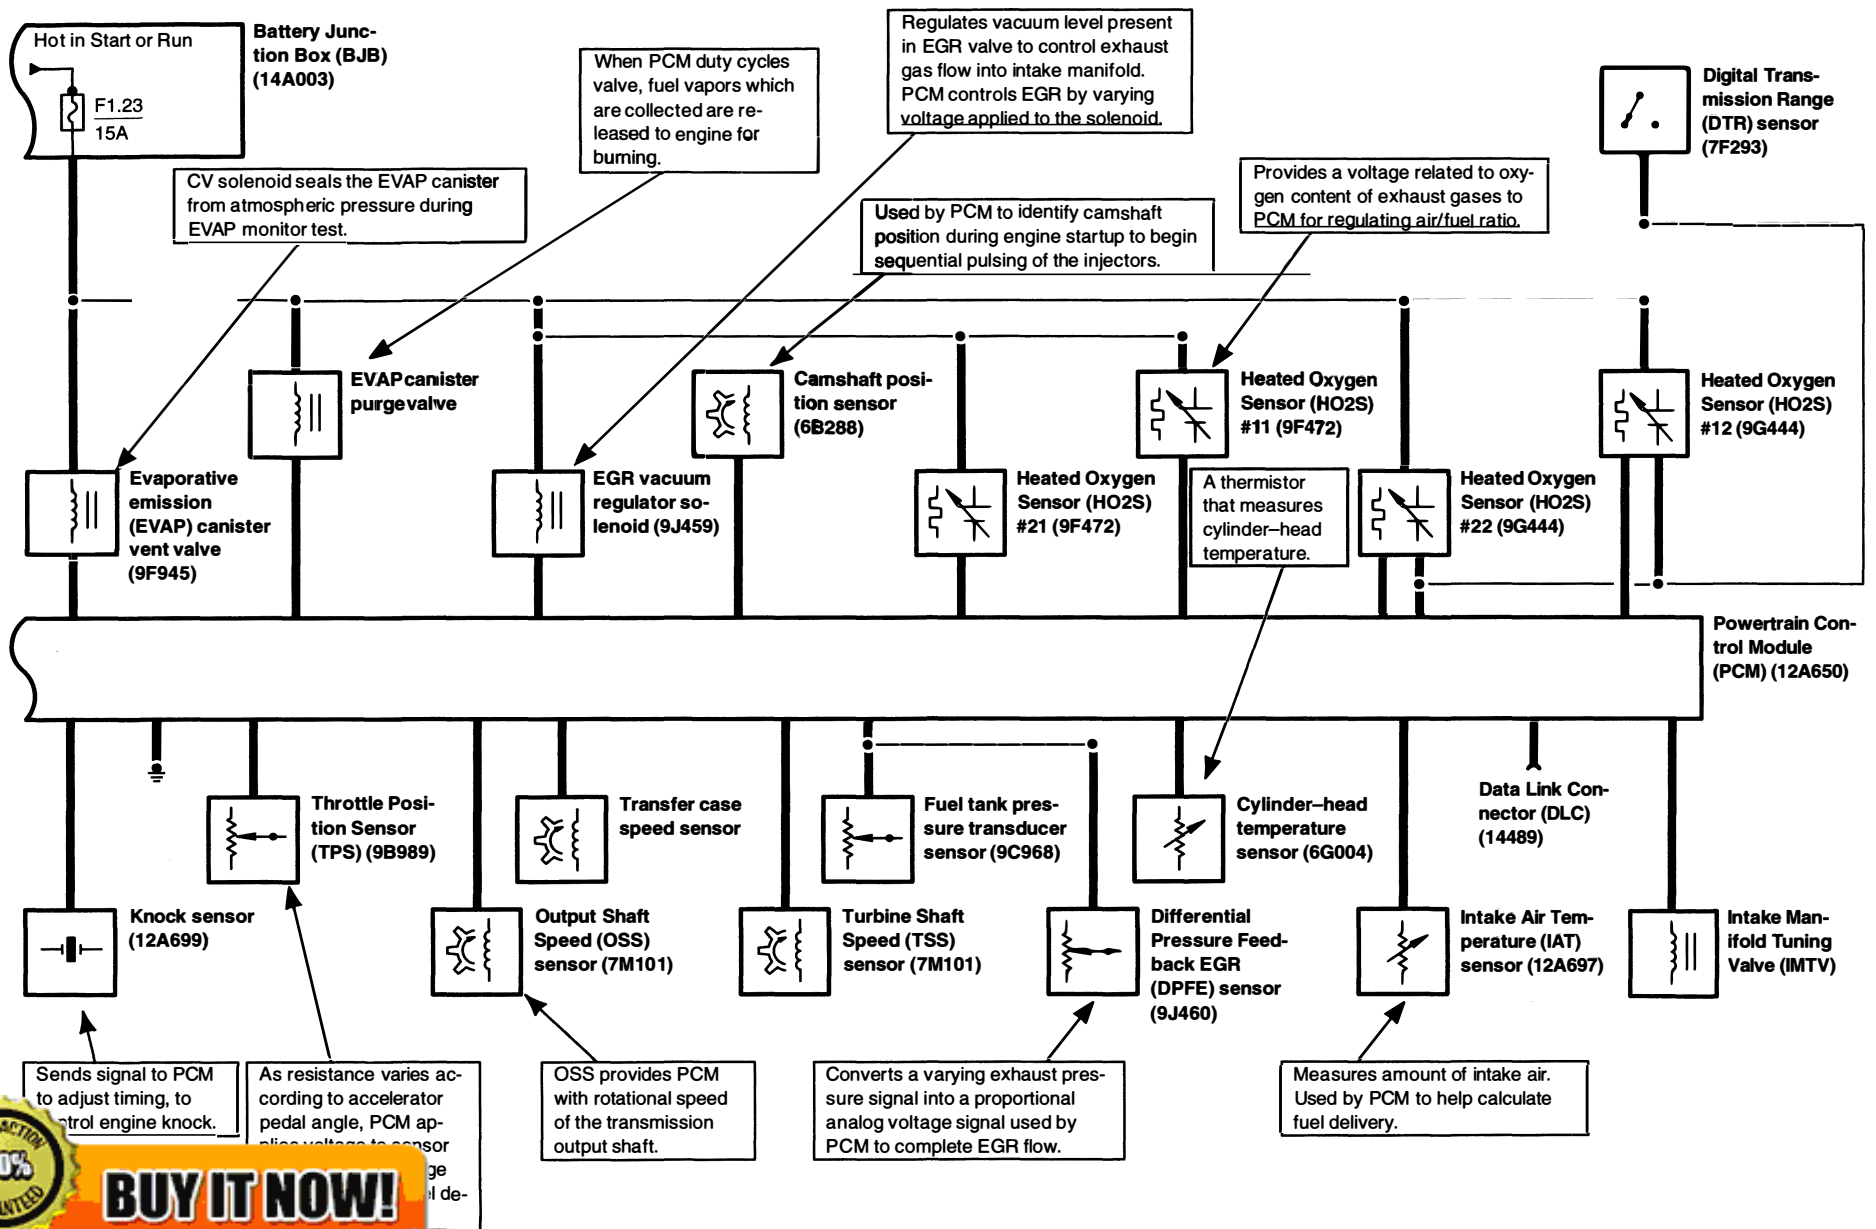 Hot in Start or Run
F1.23
15A
Battery Junc-
tion Box (BJB)
(14A003)
When PCM duty cycles
valve, fuel vapors which
are collected are re-
leased to engine for
burning.
Regulates vacuum level present
in EGR valve to control exhaust
gas flow into intake manifold.
PCM controls EGR by varying
voltage applied to the solenoid.
Digital Trans-
mission Range
(DTR) sensor
(7F293)
CV solenoid seals the EVAP canister
from atmospheric pressure during
EVAP monitor test.
Used by PCM to identify camshaft
position during engine startup to begin
sequential pulsing of the injectors.
Provides a voltage related to oxy-
gen content of exhaust gases to
PCM for regulating air/fuel ratio.
EVAP canister
purge valve
Camshaft posi-
tion sensor
(6B288)
Heated Oxygen
Sensor (HO2S)
#11 (9F472)
Heated Oxygen
Sensor (HO2S)
#12 (9G444)
Evaporative
emission
(EVAP) canister
vent valve
(9F945)
EGR vacuum
regulator so-
lenoid (9J459)
Heated Oxygen
Sensor (HO2S)
#21 (9F472)
A thermistor
that measures
cylinder–head
temperature.
Heated Oxygen
Sensor (HO2S)
#22 (9G444)
Powertrain Con-
trol Module
(PCM) (12A650)
Throttle Posi-
tion Sensor
(TPS) (9B989)
Transfer case
speed sensor
Fuel tank pres-
sure transducer
sensor (9C968)
Cylinder–head
temperature
sensor (6G004)
Data Link Con-
nector (DLC)
(14489)
Knock sensor
(12A699)
Output Shaft
Speed (OSS)
sensor (7M101)
Turbine Shaft
Speed (TSS)
sensor (7M101)
Differential
Pressure Feed-
back EGR
(DPFE) sensor
(9J460)
Intake Air Tem-
perature (IAT)
sensor (12A697)
Intake Man-
ifold Tuning
Valve (IMTV)
Sends signal to PCM
to adjust timing, to
control engine knock.
As resistance varies ac-
cording to accelerator
pedal angle, PCM ap-
plies voltage to sensor
de-
OSS provides PCM
with rotational speed
of the transmission
output shaft.
Converts a varying exhaust pres-
sure signal into a proportional
analog voltage signal used by
PCM to complete EGR flow.
Measures amount of intake air.
Used by PCM to help calculate
fuel delivery.
BUY IT NOW!